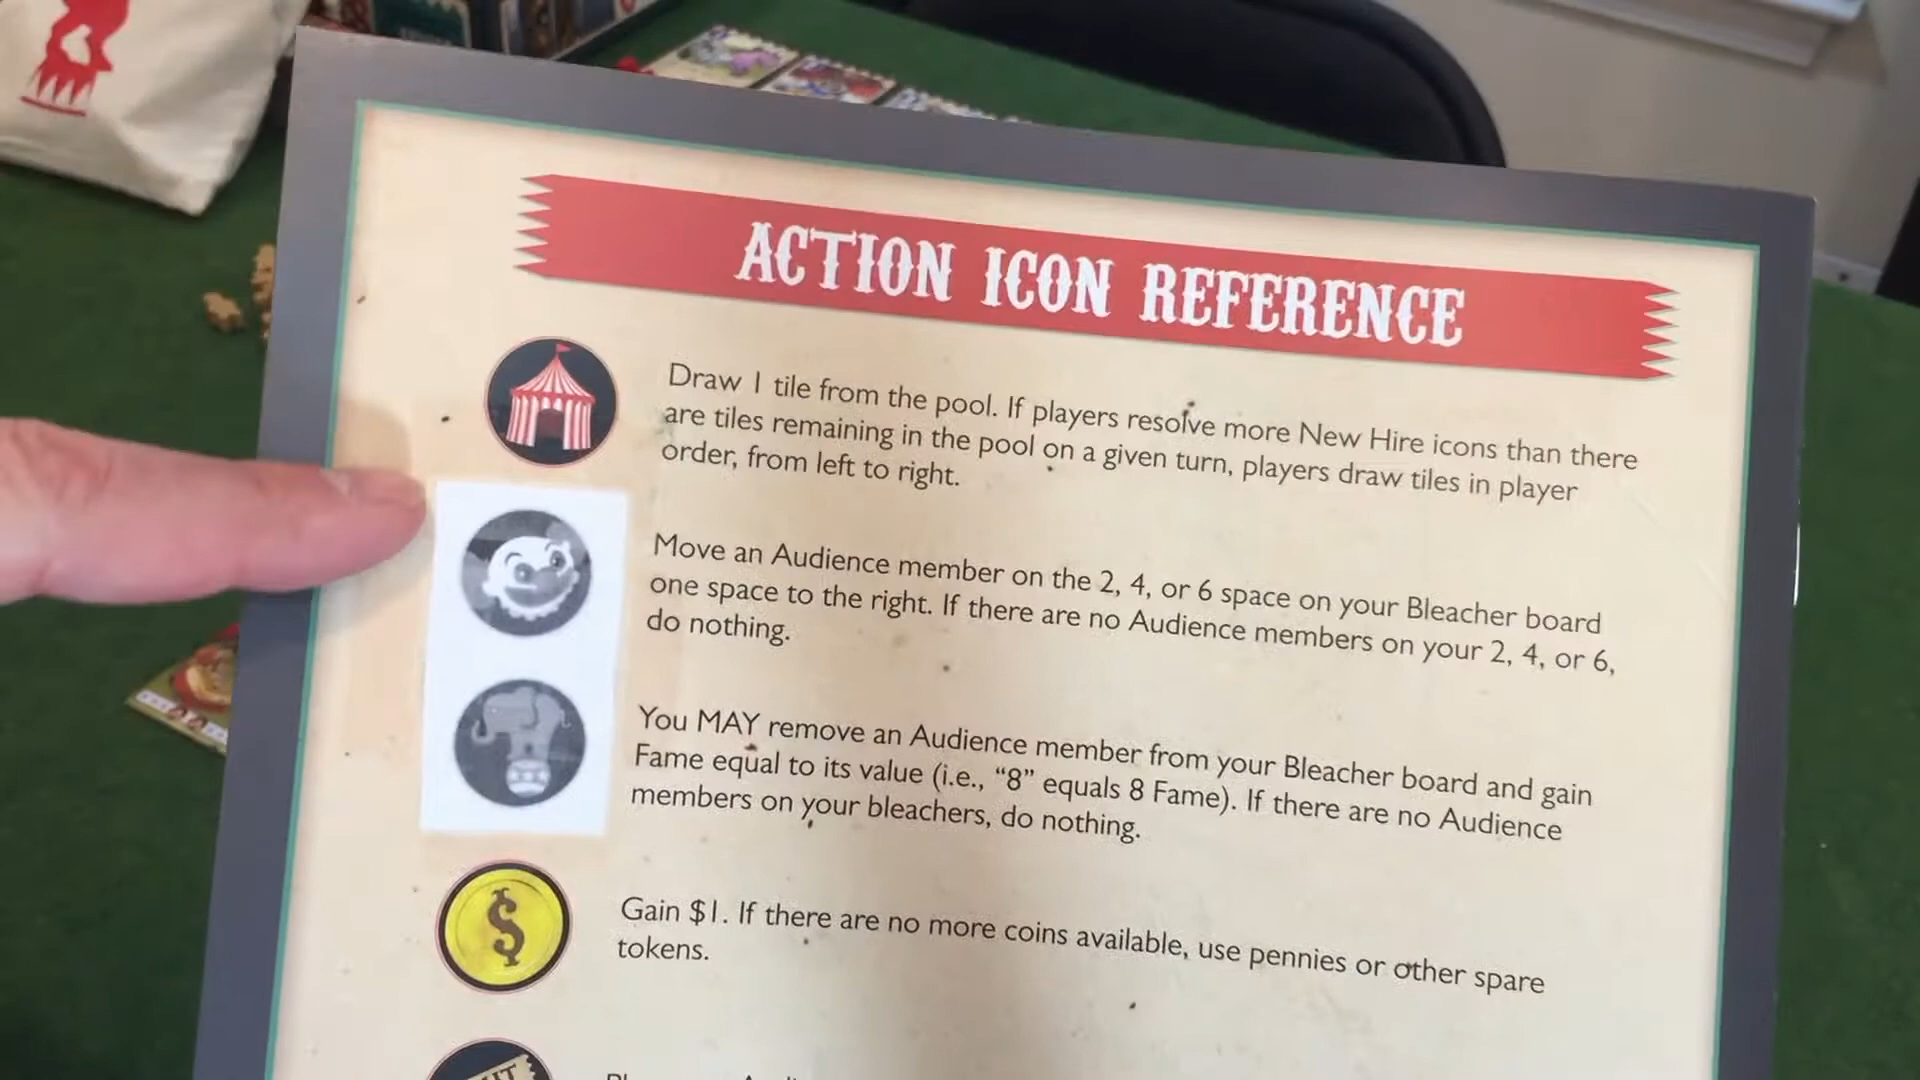 ACTION ICON REFERENCE
Draw 1 tile from the pool. If players resolve more New Hire icons than there
are tiles remaining in the pool on a given turn, players draw tiles in player
order, from left to right.
Move an Audience member on the 2, 4, or 6 space on your Bleacher board
one space to the right. If there are no Audience members on your 2, 4, or 6,
do nothing.
You MAY remove an Audience member from your Bleacher board and gain
Fame equal to its value (i.e., “8” equals 8 Fame). If there are no Audience
members on your bleachers, do nothing.
$
Gain $1. If there are no more coins available, use pennies or other spare
tokens.